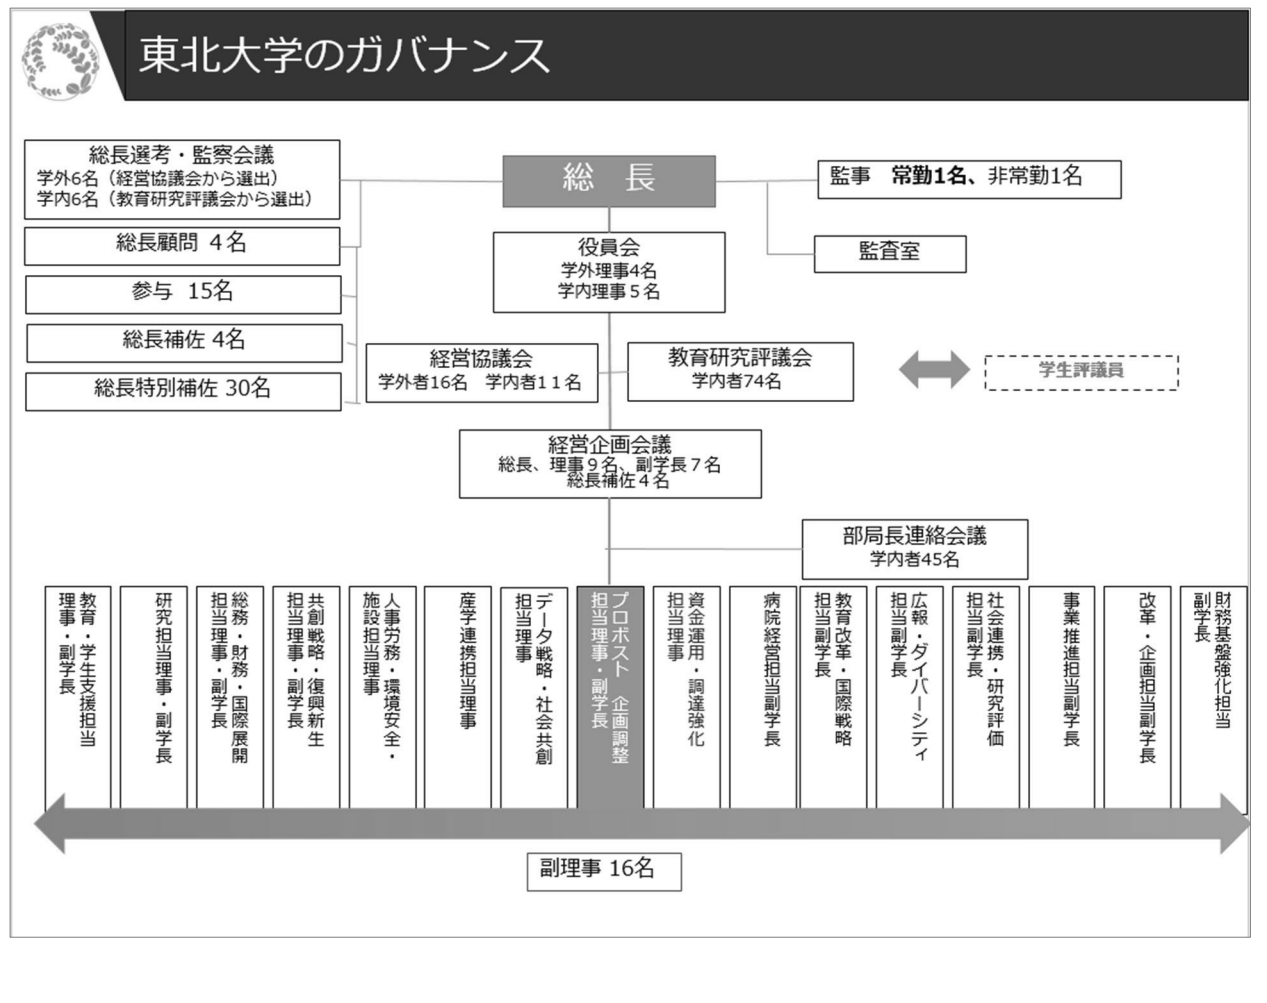 東北大学のガバナンス
総長選考・監察会議
学外6名（経営協議会から選出）
学内6名（教育研究評議会から選出）
総長顧問 ４名
参与 15名
総長補佐 4名
総長特別補佐 30名
総　長
役員会
学外理事4名
学内理事５名
監事　常勤1名、非常勤1名
監査室
経営協議会
学外者16名　学内者１１名
教育研究評議会
学内者74名
学生評議員
経営企画会議
総長、理事９名、副学長７名
総長補佐４名
部局長連絡会議
学内者45名
教育・学生支援担当
理事・副学長
研究担当理事・副学長
総務・財務・国際展開
担当理事・副学長
共創戦略・復興新生
担当理事・副学長
人事労務・環境安全・
施設担当理事
産学連携担当理事
データ戦略・社会共創
担当理事
プロボスト　企画調整
担当理事・副学長
資金運用・調達強化
担当理事
病院経営担当副学長
教育改革・国際戦略
担当副学長
広報・ダイバーシティ
担当副学長
社会連携・研究評価
担当副学長
事業推進担当副学長
改革・企画担当副学長
財務基盤強化担当
副学長
副理事 16名